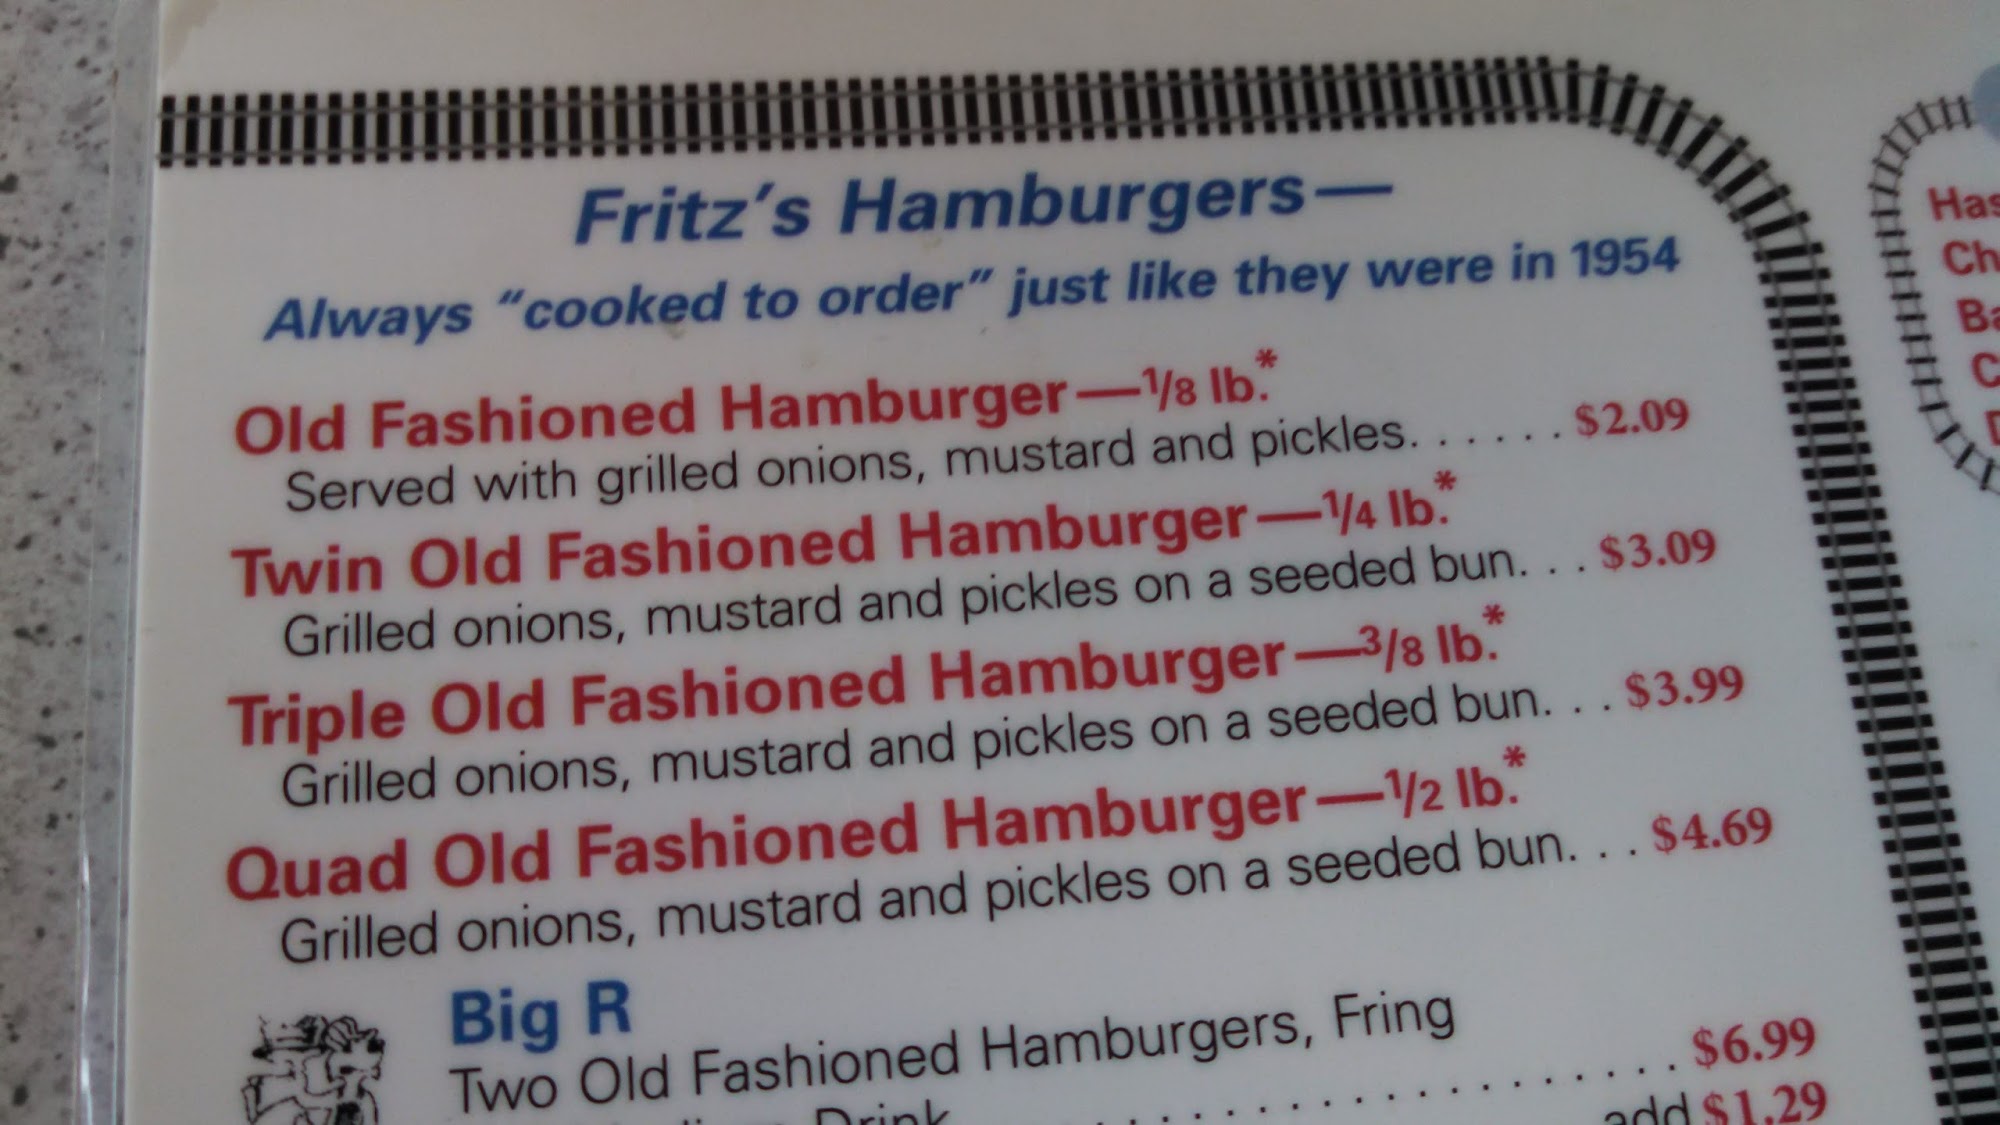 Fritz's Hamburgers—
Always "cooked to order" just like they were in 1954
Old Fashioned Hamburger—1/8 lb.*
Served with grilled onions, mustard and pickles. . . . . . . $2.09
Twin Old Fashioned Hamburger—1/4 lb.*
Grilled onions, mustard and pickles on a seeded bun. . . . $3.09
Triple Old Fashioned Hamburger—3/8 lb.*
Grilled onions, mustard and pickles on a seeded bun. . . . $3.99
Quad Old Fashioned Hamburger—1/2 lb.*
Grilled onions, mustard and pickles on a seeded bun. . . . $4.69
Big R
Two Old Fashioned Hamburgers, Fring
Drink . . . . . . . . . . . . . . . . . . . . $6.99
add $1.29